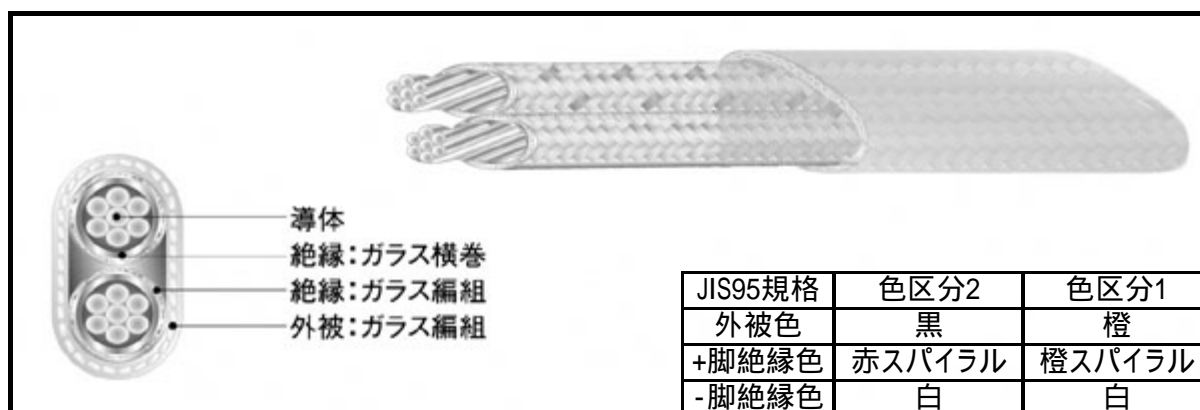 導体
絶縁：ガラス横巻
絶縁：ガラス編組
外被：ガラス編組
JIS95規格 色区分2 色区分1
外被色 黒 橙
+脚絶縁色 赤スパイラル 橙スパイラル
-脚絶縁色 白 白